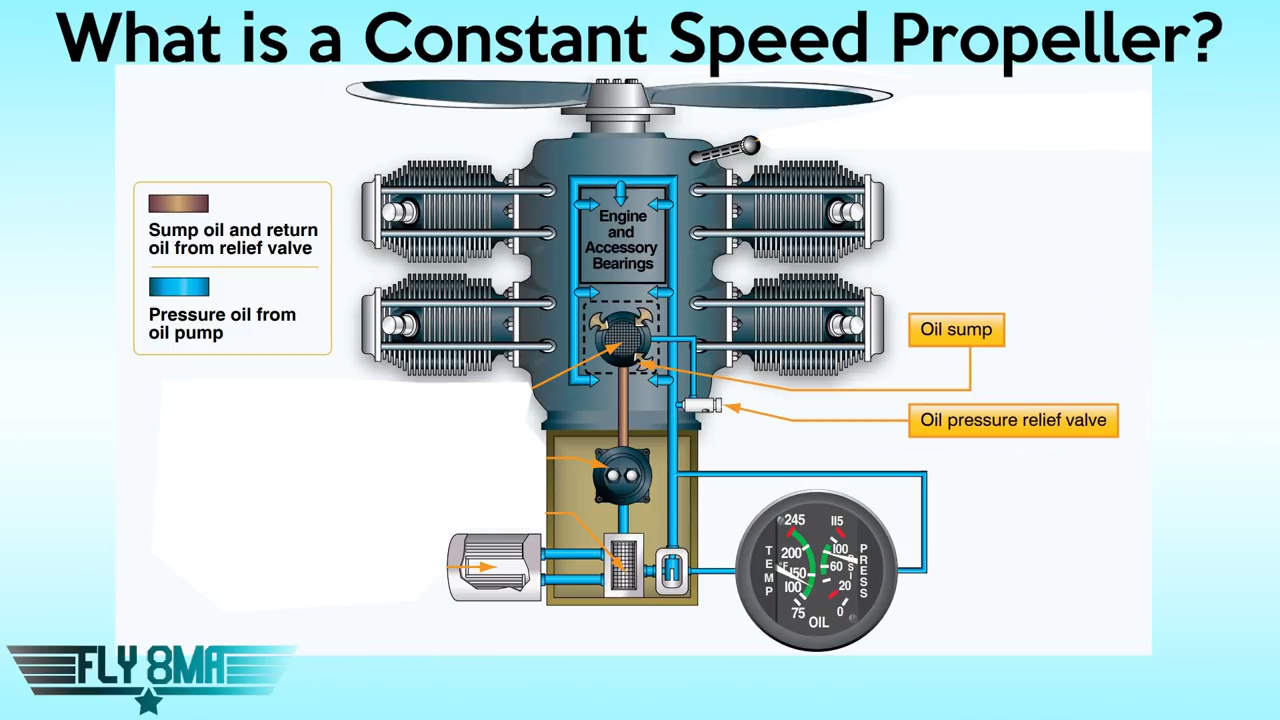 What is a Constant Speed Propeller?
Sump oil and return
oil from relief valve
Pressure oil from
oil pump
Engine
and
Accessory
Bearings
Oil sump
Oil pressure relief valve
245
200
150
100
75
°F
TEMP
115
100
60
20
0
PSI
PRESS
OIL
FLY 8MA